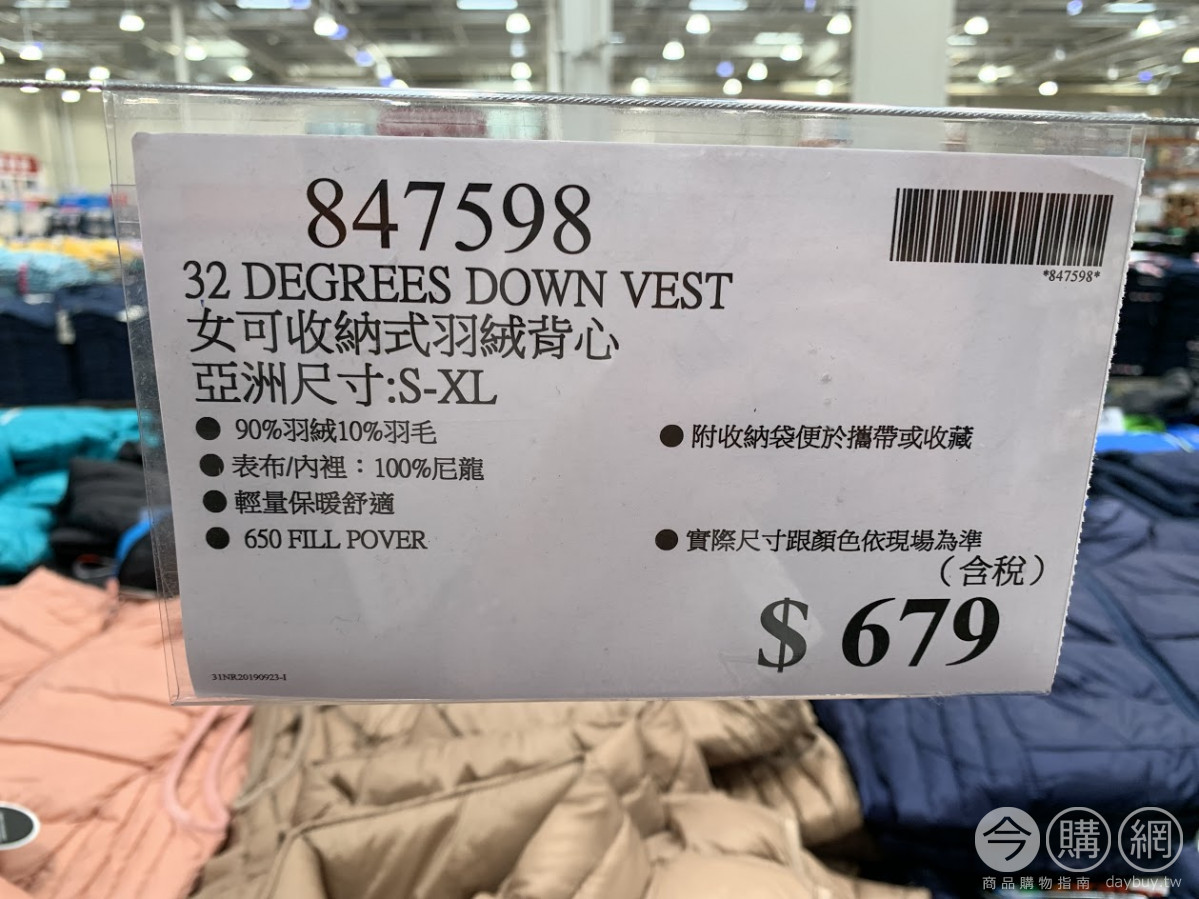 847598
*847598*
32 DEGREES DOWN VEST
女可收納式羽絨背心
亞洲尺寸:S-XL
● 90%羽絨10%羽毛
● 附收納袋便於攜帶或收藏
● 表布/內裡：100%尼龍
● 輕量保暖舒適
● 650 FILL POVER
● 實際尺寸跟顏色依現場為準
（含稅）
$ 679
31NR20190923-I
今購網
商品購物指南 daybuy.tw